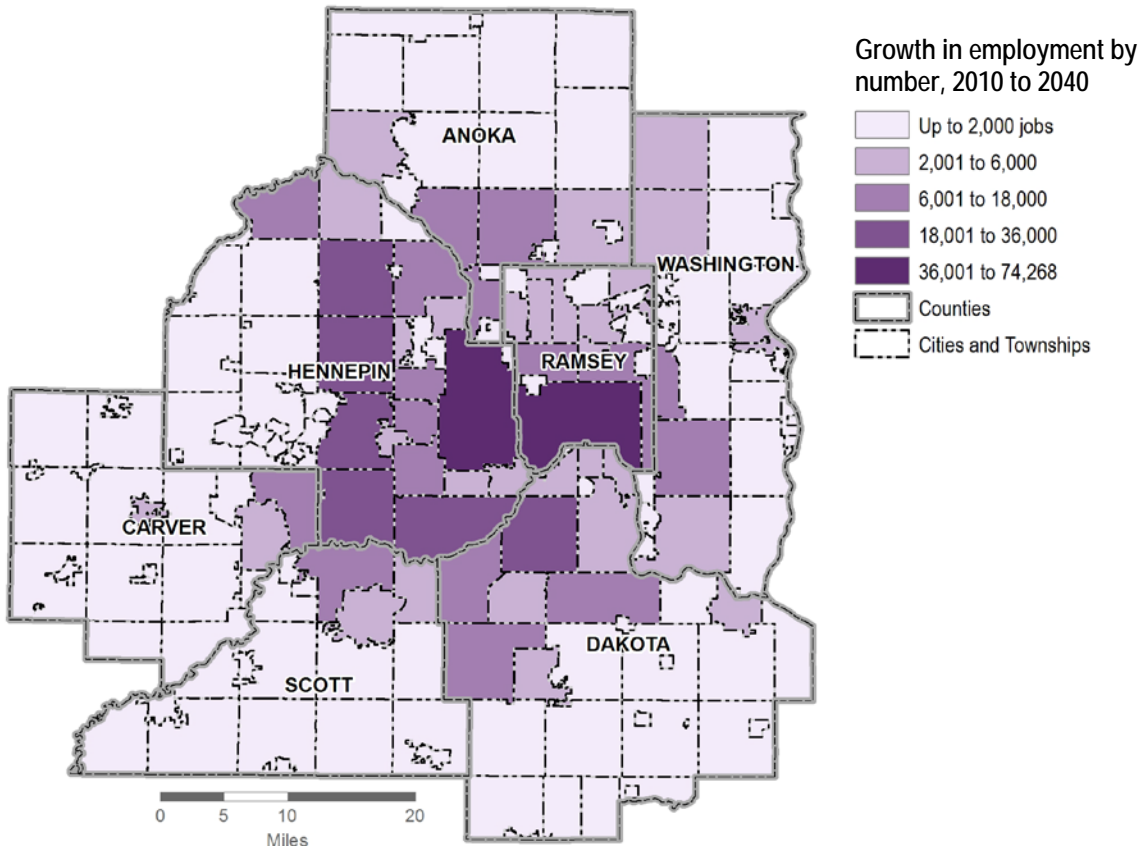 Growth in employment by
number, 2010 to 2040
Up to 2,000 jobs
2,001 to 6,000
6,001 to 18,000
18,001 to 36,000
36,001 to 74,268
Counties
Cities and Townships
ANOKA
WASHINGTON
HENNEPIN
RAMSEY
CARVER
DAKOTA
SCOTT
0 5 10 20
Miles